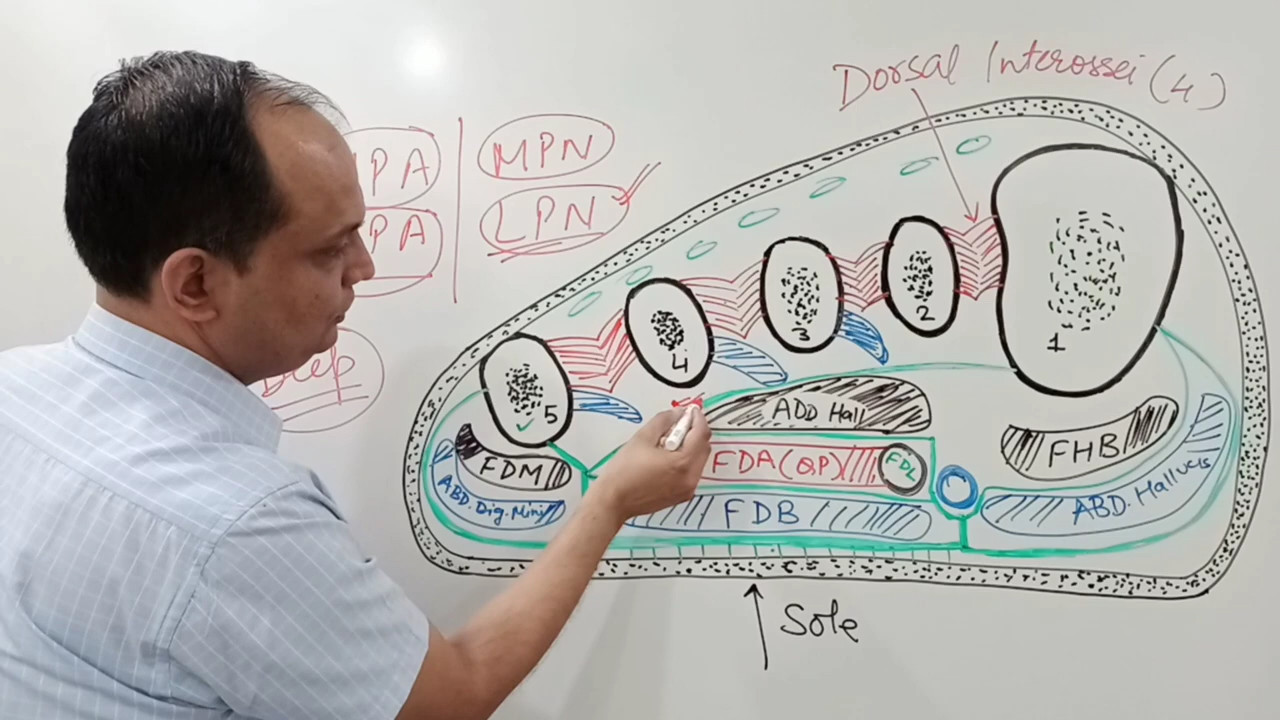 Dorsal Interossei (4)
PA
MPN
PA
LPN
Deep
1
2
3
4
5
ADD Hall
FDM
FDA (QP)
FDL
FHB
ABD. Dig. Mini
FDB
ABD. Hallucis
Sole